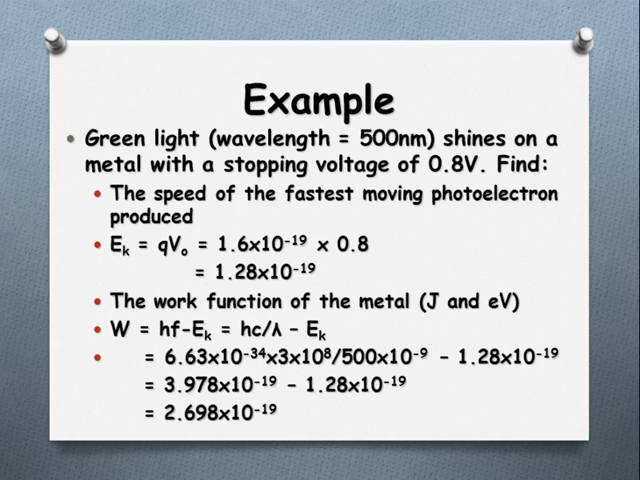 Example
• Green light (wavelength = 500nm) shines on a
metal with a stopping voltage of 0.8V. Find:
• The speed of the fastest moving photoelectron
produced
• Eₖ = qVₒ = 1.6x10⁻¹⁹ x 0.8
= 1.28x10⁻¹⁹
• The work function of the metal (J and eV)
• W = hf-Eₖ = hc/λ – Eₖ
• = 6.63x10⁻³⁴x3x10⁸/500x10⁻⁹ – 1.28x10⁻¹⁹
= 3.978x10⁻¹⁹ – 1.28x10⁻¹⁹
= 2.698x10⁻¹⁹